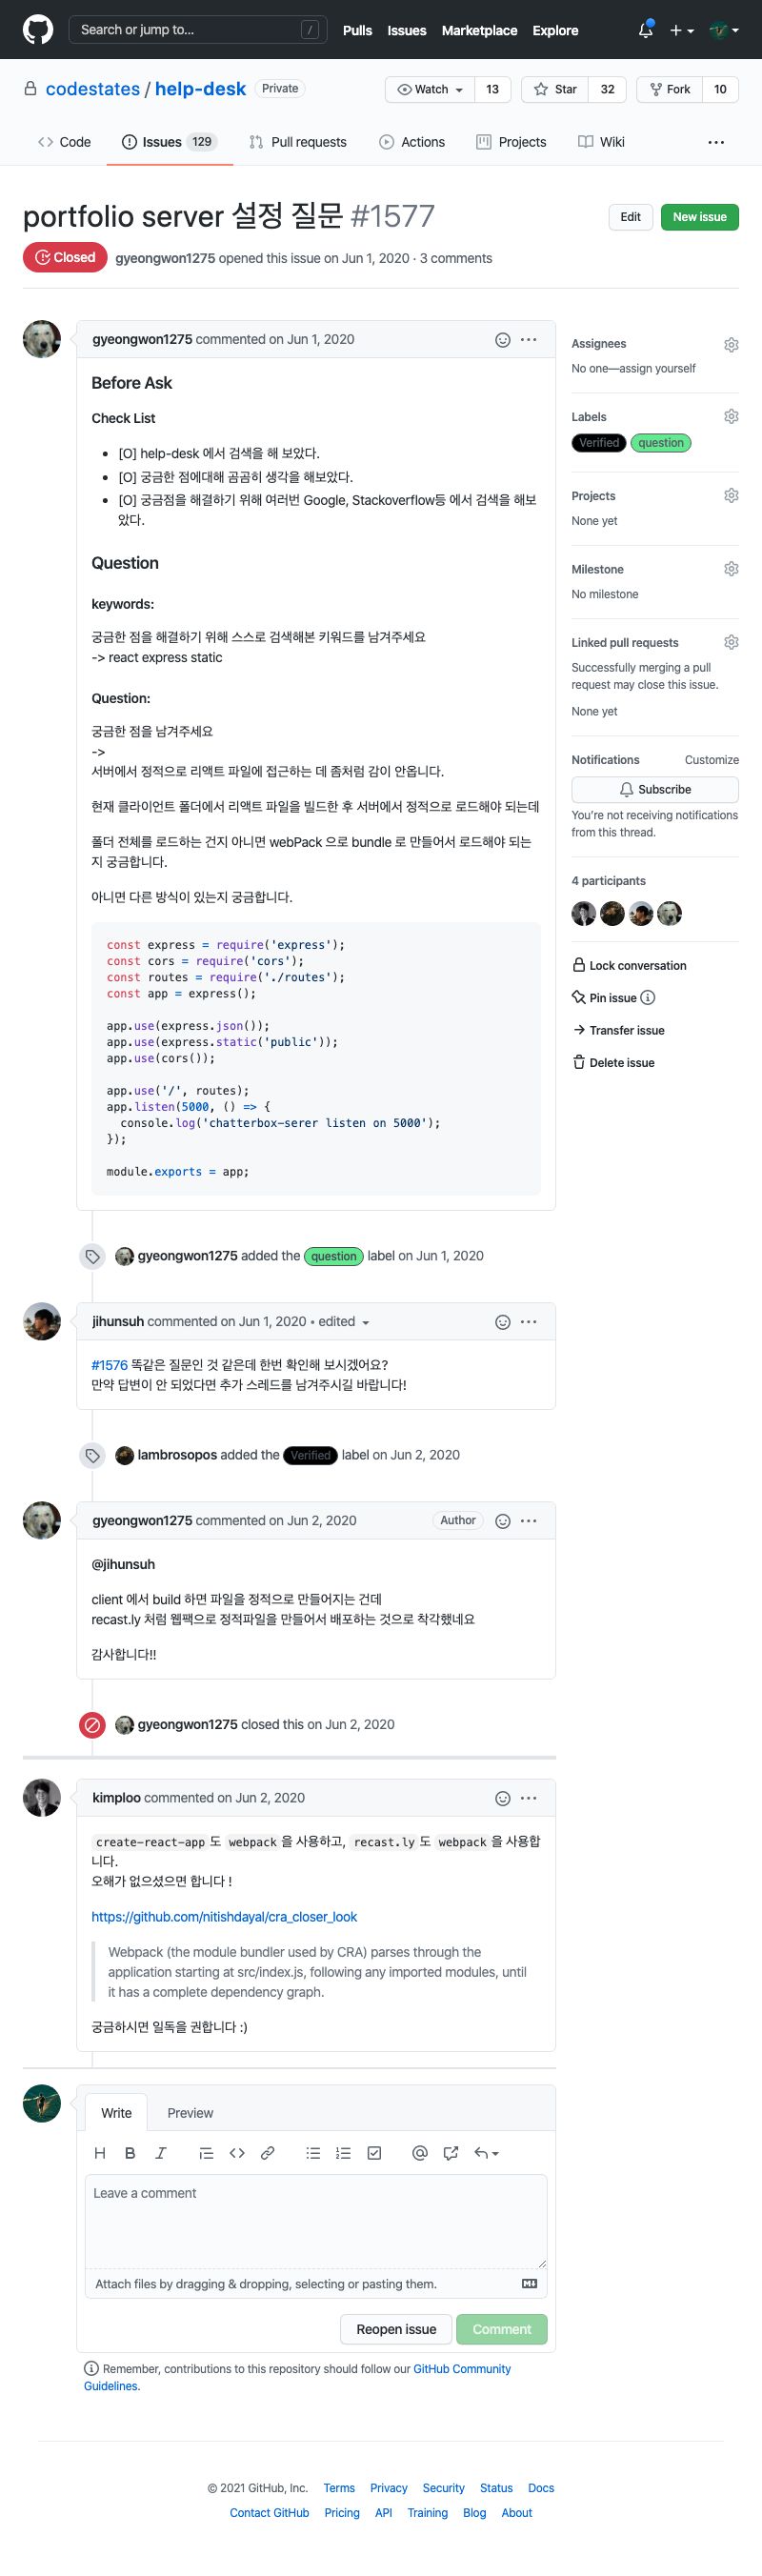 Search or jump to... /
Pulls Issues Marketplace Explore
codestates / help-desk Private
Watch 13 Star 32 Fork 10
Code Issues 129 Pull requests Actions Projects Wiki
portfolio server 설정 질문 #1577
Edit New issue
Closed gyeongwon1275 opened this issue on Jun 1, 2020 · 3 comments
gyeongwon1275 commented on Jun 1, 2020
Before Ask
Check List
• [O] help-desk 에서 검색을 해 보았다.
• [O] 궁금한 점에대해 곰곰히 생각을 해보았다.
• [O] 궁금점을 해결하기 위해 여러번 Google, Stackoverflow등 에서 검색을 해보
았다.
Question
keywords:
궁금한 점을 해결하기 위해 스스로 검색해본 키워드를 남겨주세요
-> react express static
Question:
궁금한 점을 남겨주세요
->
서버에서 정적으로 리액트 파일에 접근하는 데 좀처럼 감이 안옵니다.
현재 클라이언트 폴더에서 리액트 파일을 빌드한 후 서버에서 정적으로 로드해야 되는데
폴더 전체를 로드하는 건지 아니면 webPack 으로 bundle 로 만들어서 로드해야 되는
지 궁금합니다.
아니면 다른 방식이 있는지 궁금합니다.
const express = require('express');
const cors = require('cors');
const routes = require('./routes');
const app = express();
app.use(express.json());
app.use(express.static('public'));
app.use(cors());
app.use('/', routes);
app.listen(5000, () => {
console.log('chatterbox-serer listen on 5000');
});
module.exports = app;
gyeongwon1275 added the question label on Jun 1, 2020
jihunsuh commented on Jun 1, 2020 • edited
#1576 똑같은 질문인 것 같은데 한번 확인해 보시겠어요?
만약 답변이 안 되었다면 추가 스레드를 남겨주시길 바랍니다!
lambrosopos added the Verified label on Jun 2, 2020
gyeongwon1275 commented on Jun 2, 2020 Author
@jihunsuh
client 에서 build 하면 파일을 정적으로 만들어지는 건데
recast.ly 처럼 웹팩으로 정적파일을 만들어서 배포하는 것으로 착각했네요
감사합니다!!
gyeongwon1275 closed this on Jun 2, 2020
kimploo commented on Jun 2, 2020
create-react-app 도 webpack 을 사용하고, recast.ly 도 webpack 을 사용합
니다.
오해가 없으셨으면 합니다 !
https://github.com/nitishdayal/cra_closer_look
Webpack (the module bundler used by CRA) parses through the
application starting at src/index.js, following any imported modules, until
it has a complete dependency graph.
궁금하시면 일독을 권합니다 :)
Write Preview
Leave a comment
Attach files by dragging & dropping, selecting or pasting them.
Reopen issue Comment
Remember, contributions to this repository should follow our GitHub Community
Guidelines.
Assignees
No one—assign yourself
Labels
Verified question
Projects
None yet
Milestone
No milestone
Linked pull requests
Successfully merging a pull
request may close this issue.
None yet
Notifications Customize
Subscribe
You're not receiving notifications
from this thread.
4 participants
Lock conversation
Pin issue
Transfer issue
Delete issue
© 2021 GitHub, Inc. Terms Privacy Security Status Docs
Contact GitHub Pricing API Training Blog About